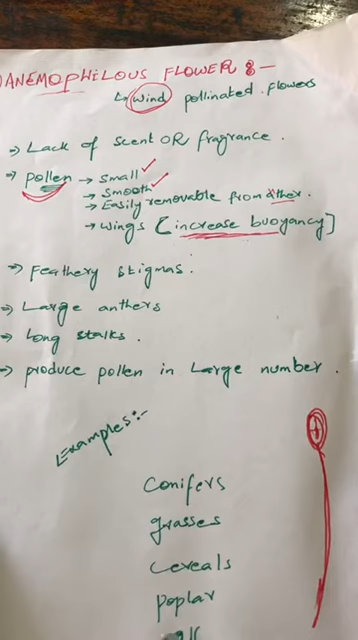 ANEMOPHILOUS FLOWER :-
↳ wind pollinated flowers
→ Lack of scent OR fragrance.
→ pollen → Small ✓
→ Smooth ✓
→ Easily removable from anther.
→ wings [increase buoyancy]
→ Feathery stigmas.
→ Large anthers
→ Long stalks.
→ produce pollen in Large number.
Examples:-
Conifers
grasses
cereals
poplar